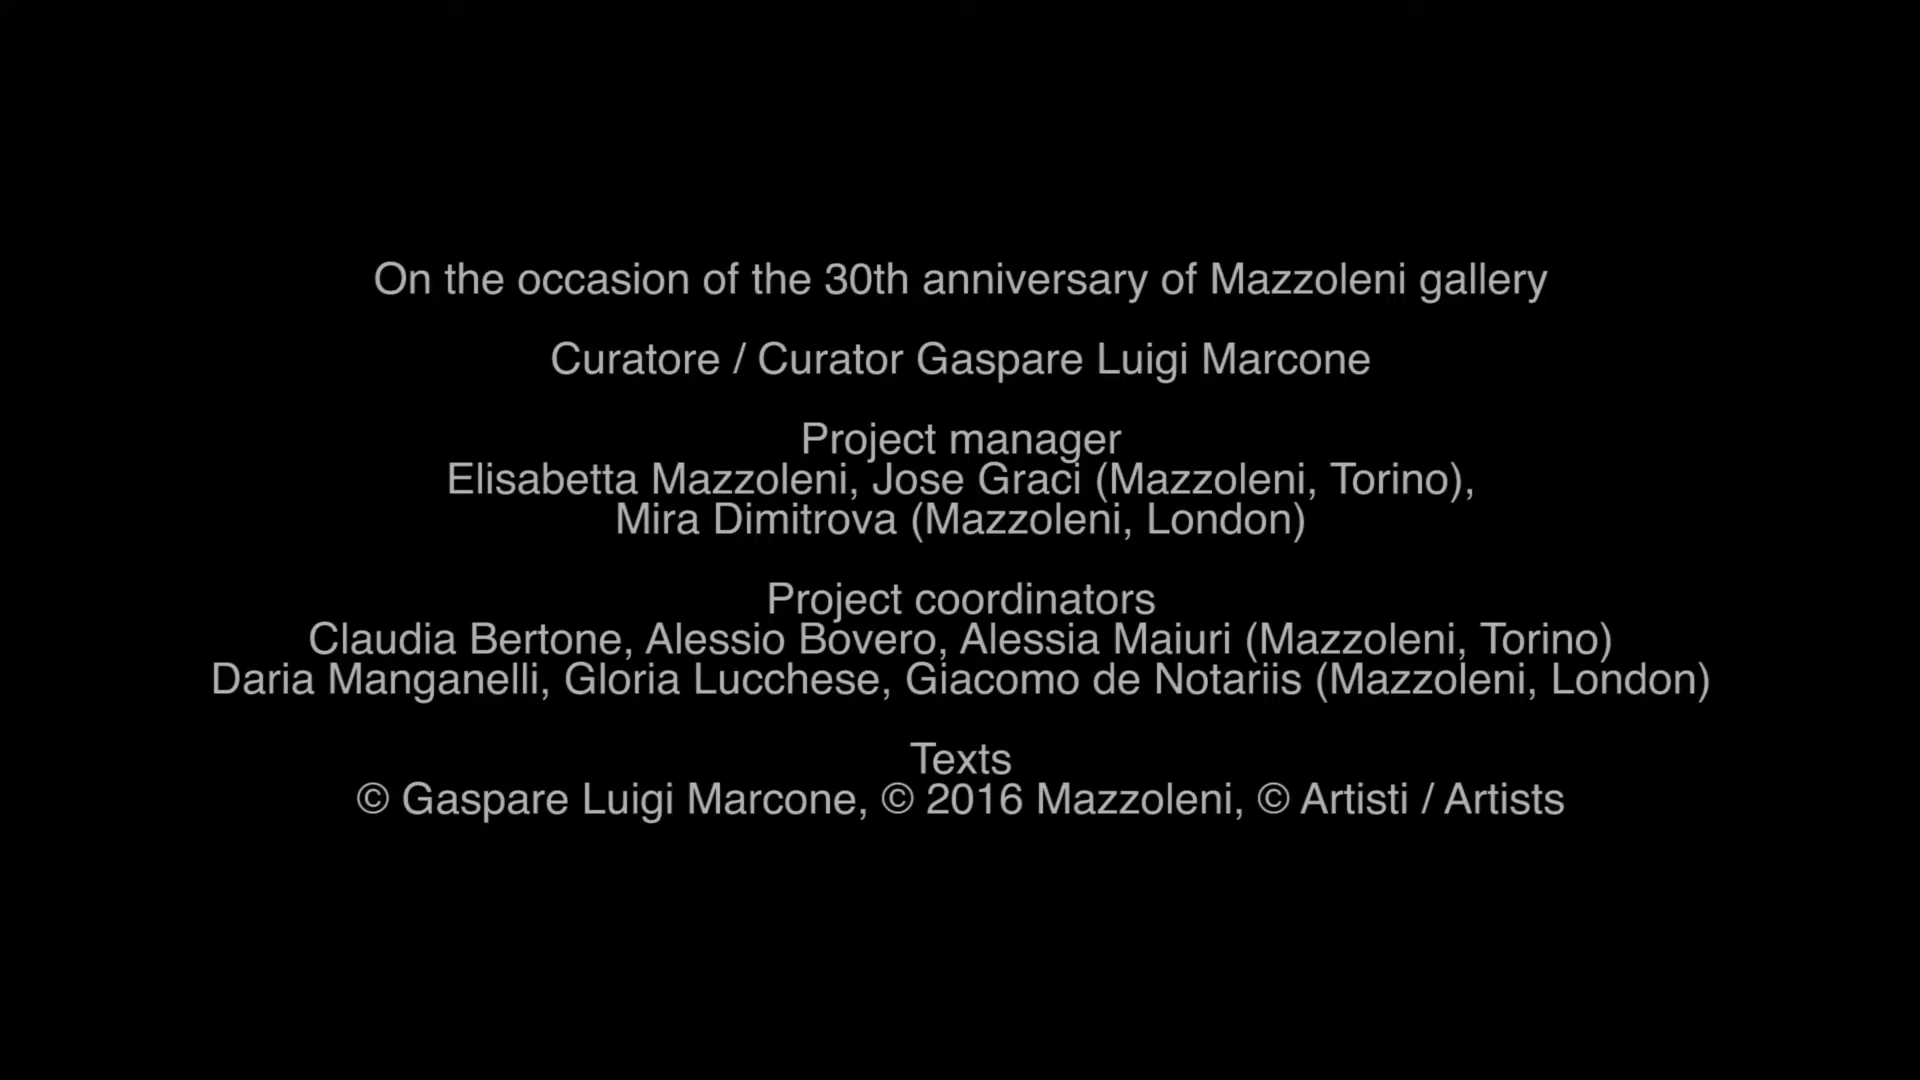 On the occasion of the 30th anniversary of Mazzoleni gallery
Curatore / Curator Gaspare Luigi Marcone
Project manager
Elisabetta Mazzoleni, Jose Graci (Mazzoleni, Torino),
Mira Dimitrova (Mazzoleni, London)
Project coordinators
Claudia Bertone, Alessio Bovero, Alessia Maiuri (Mazzoleni, Torino)
Daria Manganelli, Gloria Lucchese, Giacomo de Notariis (Mazzoleni, London)
Texts
© Gaspare Luigi Marcone, © 2016 Mazzoleni, © Artisti / Artists